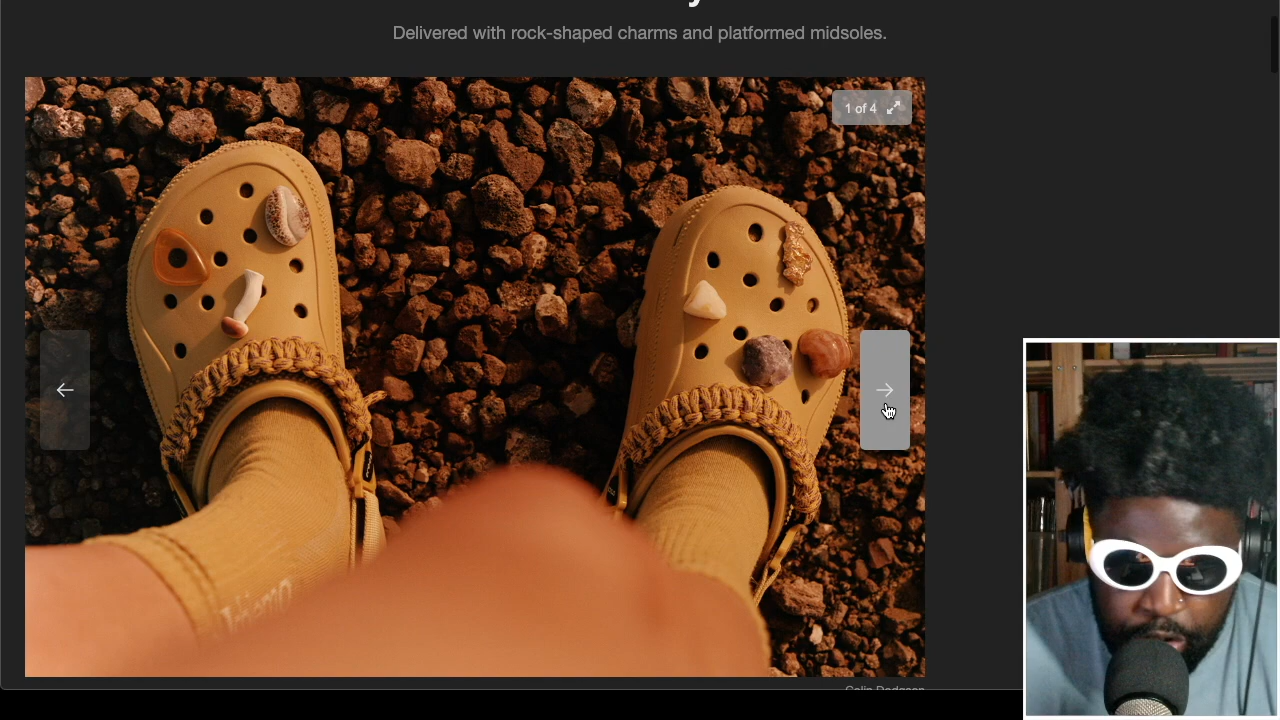 Delivered with rock-shaped charms and platformed midsoles.
1 of 4